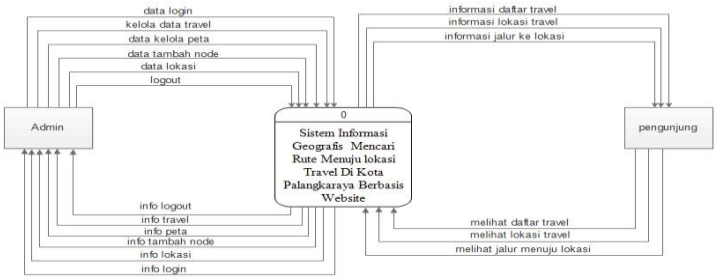 data login
kelola data travel
data kelola peta
data tambah node
data lokasi
logout
informasi daftar travel
informasi lokasi travel
informasi jalur ke lokasi
Admin
0
Sistem Informasi
Geografis Mencari
Rute Menuju lokasi
Travel Di Kota
Palangkaraya Berbasis
Website
pengunjung
info logout
info travel
info peta
info tambah node
info lokasi
info login
melihat daftar travel
melihat lokasi travel
melihat jalur menuju lokasi